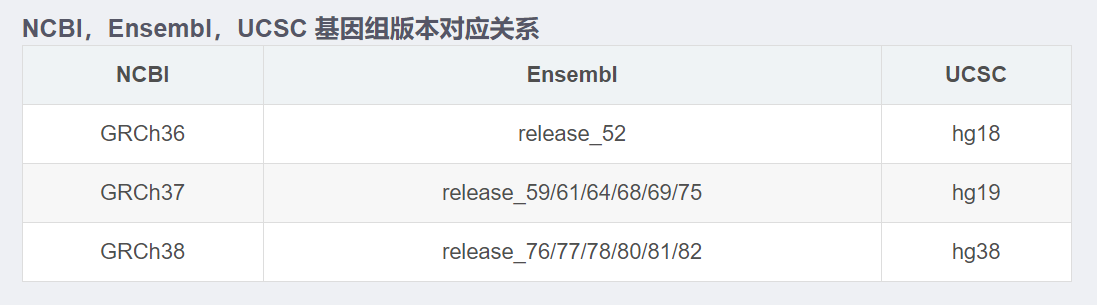 NCBI，Ensembl，UCSC 基因组版本对应关系
NCBI Ensembl UCSC
GRCh36 release_52 hg18
GRCh37 release_59/61/64/68/69/75 hg19
GRCh38 release_76/77/78/80/81/82 hg38